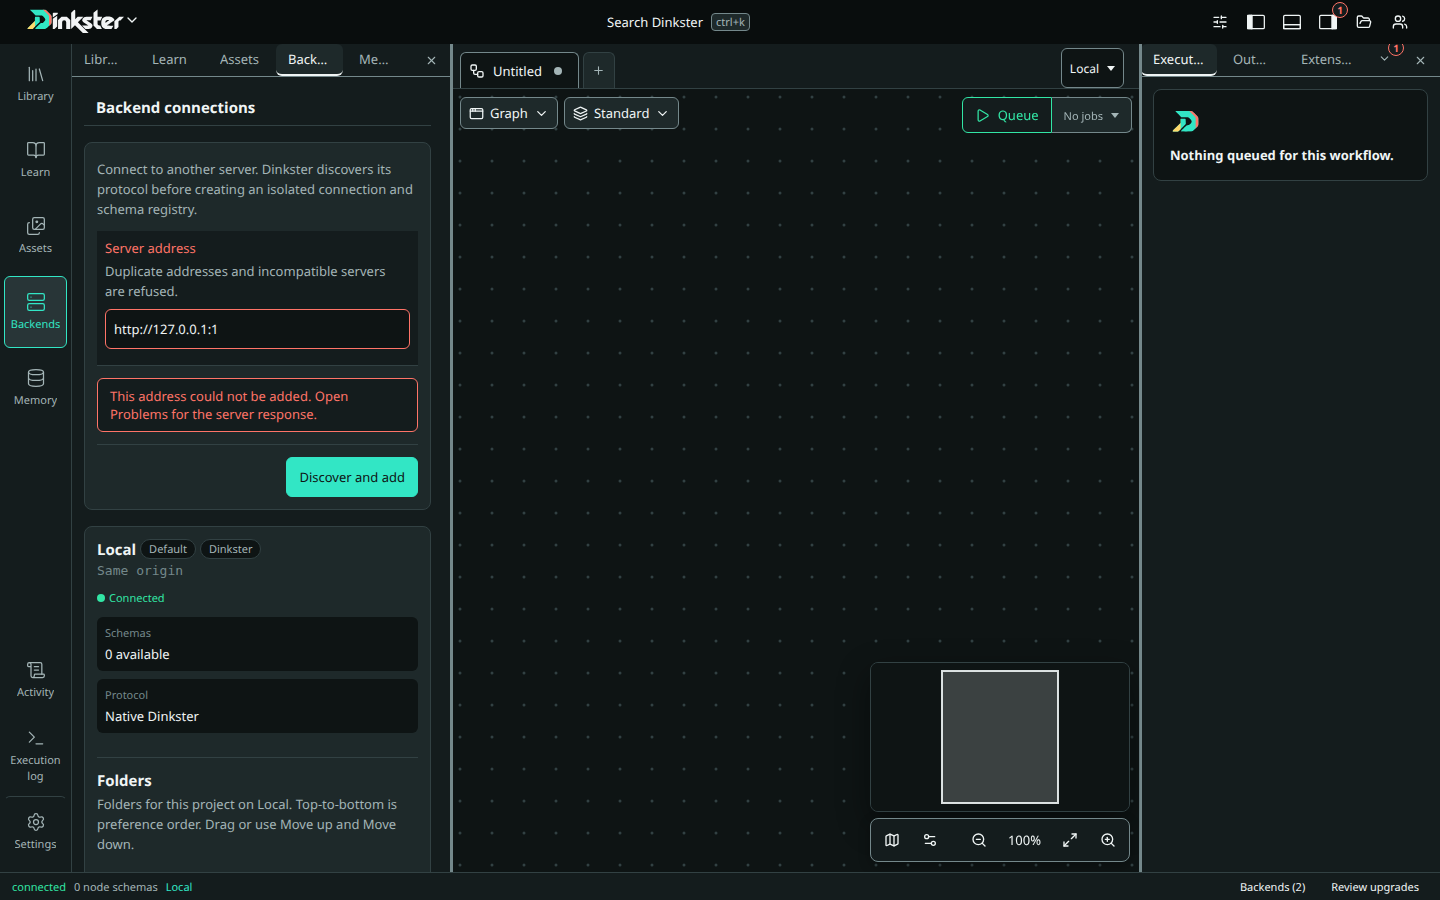 Dinkster
Search Dinkster ctrl+k
1
Libr... Learn Assets Back... Me...
Library
Learn
Assets
Backends
Memory
Activity
Execution
log
Settings
Backend connections
Connect to another server. Dinkster discovers its
protocol before creating an isolated connection and
schema registry.
Server address
Duplicate addresses and incompatible servers
are refused.
http://127.0.0.1:1
This address could not be added. Open
Problems for the server response.
Discover and add
Local Default Dinkster
Same origin
Connected
Schemas
0 available
Protocol
Native Dinkster
Folders
Folders for this project on Local. Top-to-bottom is
preference order. Drag or use Move up and Move
down.
Untitled
Local
Graph Standard
Queue No jobs
100%
Execut... Out... Extens... 1
Nothing queued for this workflow.
connected 0 node schemas Local
Backends (2) Review upgrades